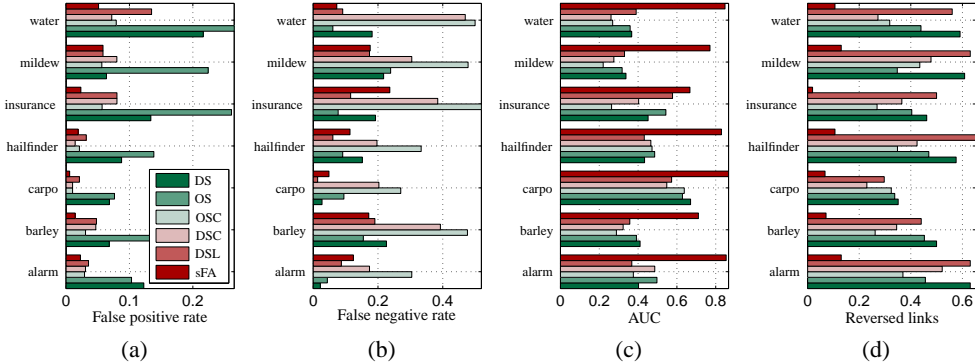 water
mildew
insurance
hailfinder
carpo
barley
alarm
DS
OS
OSC
DSC
DSL
sFA
0 0.1 0.2
False positive rate
(a)
water
mildew
insurance
hailfinder
carpo
barley
alarm
0 0.2 0.4
False negative rate
(b)
water
mildew
insurance
hailfinder
carpo
barley
alarm
0 0.2 0.4 0.6 0.8
AUC
(c)
water
mildew
insurance
hailfinder
carpo
barley
alarm
0 0.2 0.4 0.6
Reversed links
(d)